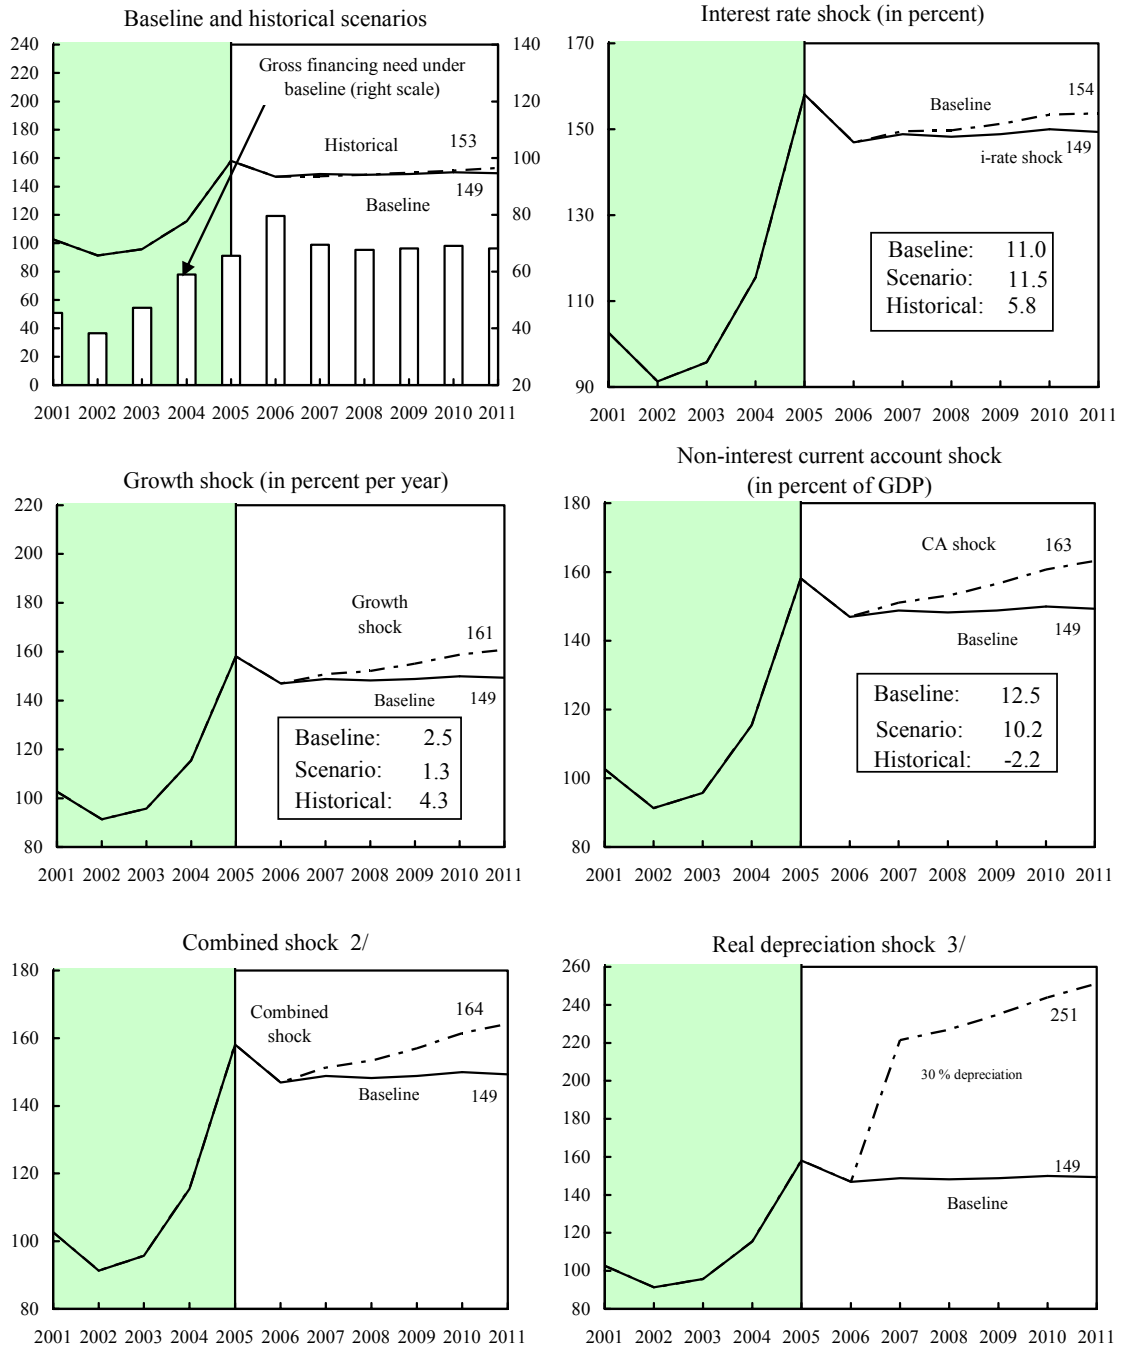 Baseline and historical scenarios
240
220
200
180
160
140
120
100
80
60
40
20
0
140
120
100
80
60
40
20
Gross financing need under
baseline (right scale)
Historical
153
149
Baseline
2001 2002 2003 2004 2005 2006 2007 2008 2009 2010 2011
Interest rate shock (in percent)
170
150
130
110
90
Baseline
154
i-rate shock
149
Baseline: 11.0
Scenario: 11.5
Historical: 5.8
2001 2002 2003 2004 2005 2006 2007 2008 2009 2010 2011
Growth shock (in percent per year)
220
200
180
160
140
120
100
80
Growth
shock
161
Baseline
149
Baseline: 2.5
Scenario: 1.3
Historical: 4.3
2001 2002 2003 2004 2005 2006 2007 2008 2009 2010 2011
Non-interest current account shock
(in percent of GDP)
180
160
140
120
100
80
CA shock
163
Baseline
149
Baseline: 12.5
Scenario: 10.2
Historical: -2.2
2001 2002 2003 2004 2005 2006 2007 2008 2009 2010 2011
Combined shock 2/
180
160
140
120
100
80
Combined
shock
164
Baseline
149
2001 2002 2003 2004 2005 2006 2007 2008 2009 2010 2011
Real depreciation shock 3/
260
240
220
200
180
160
140
120
100
80
251
30 % depreciation
149
Baseline
2001 2002 2003 2004 2005 2006 2007 2008 2009 2010 2011